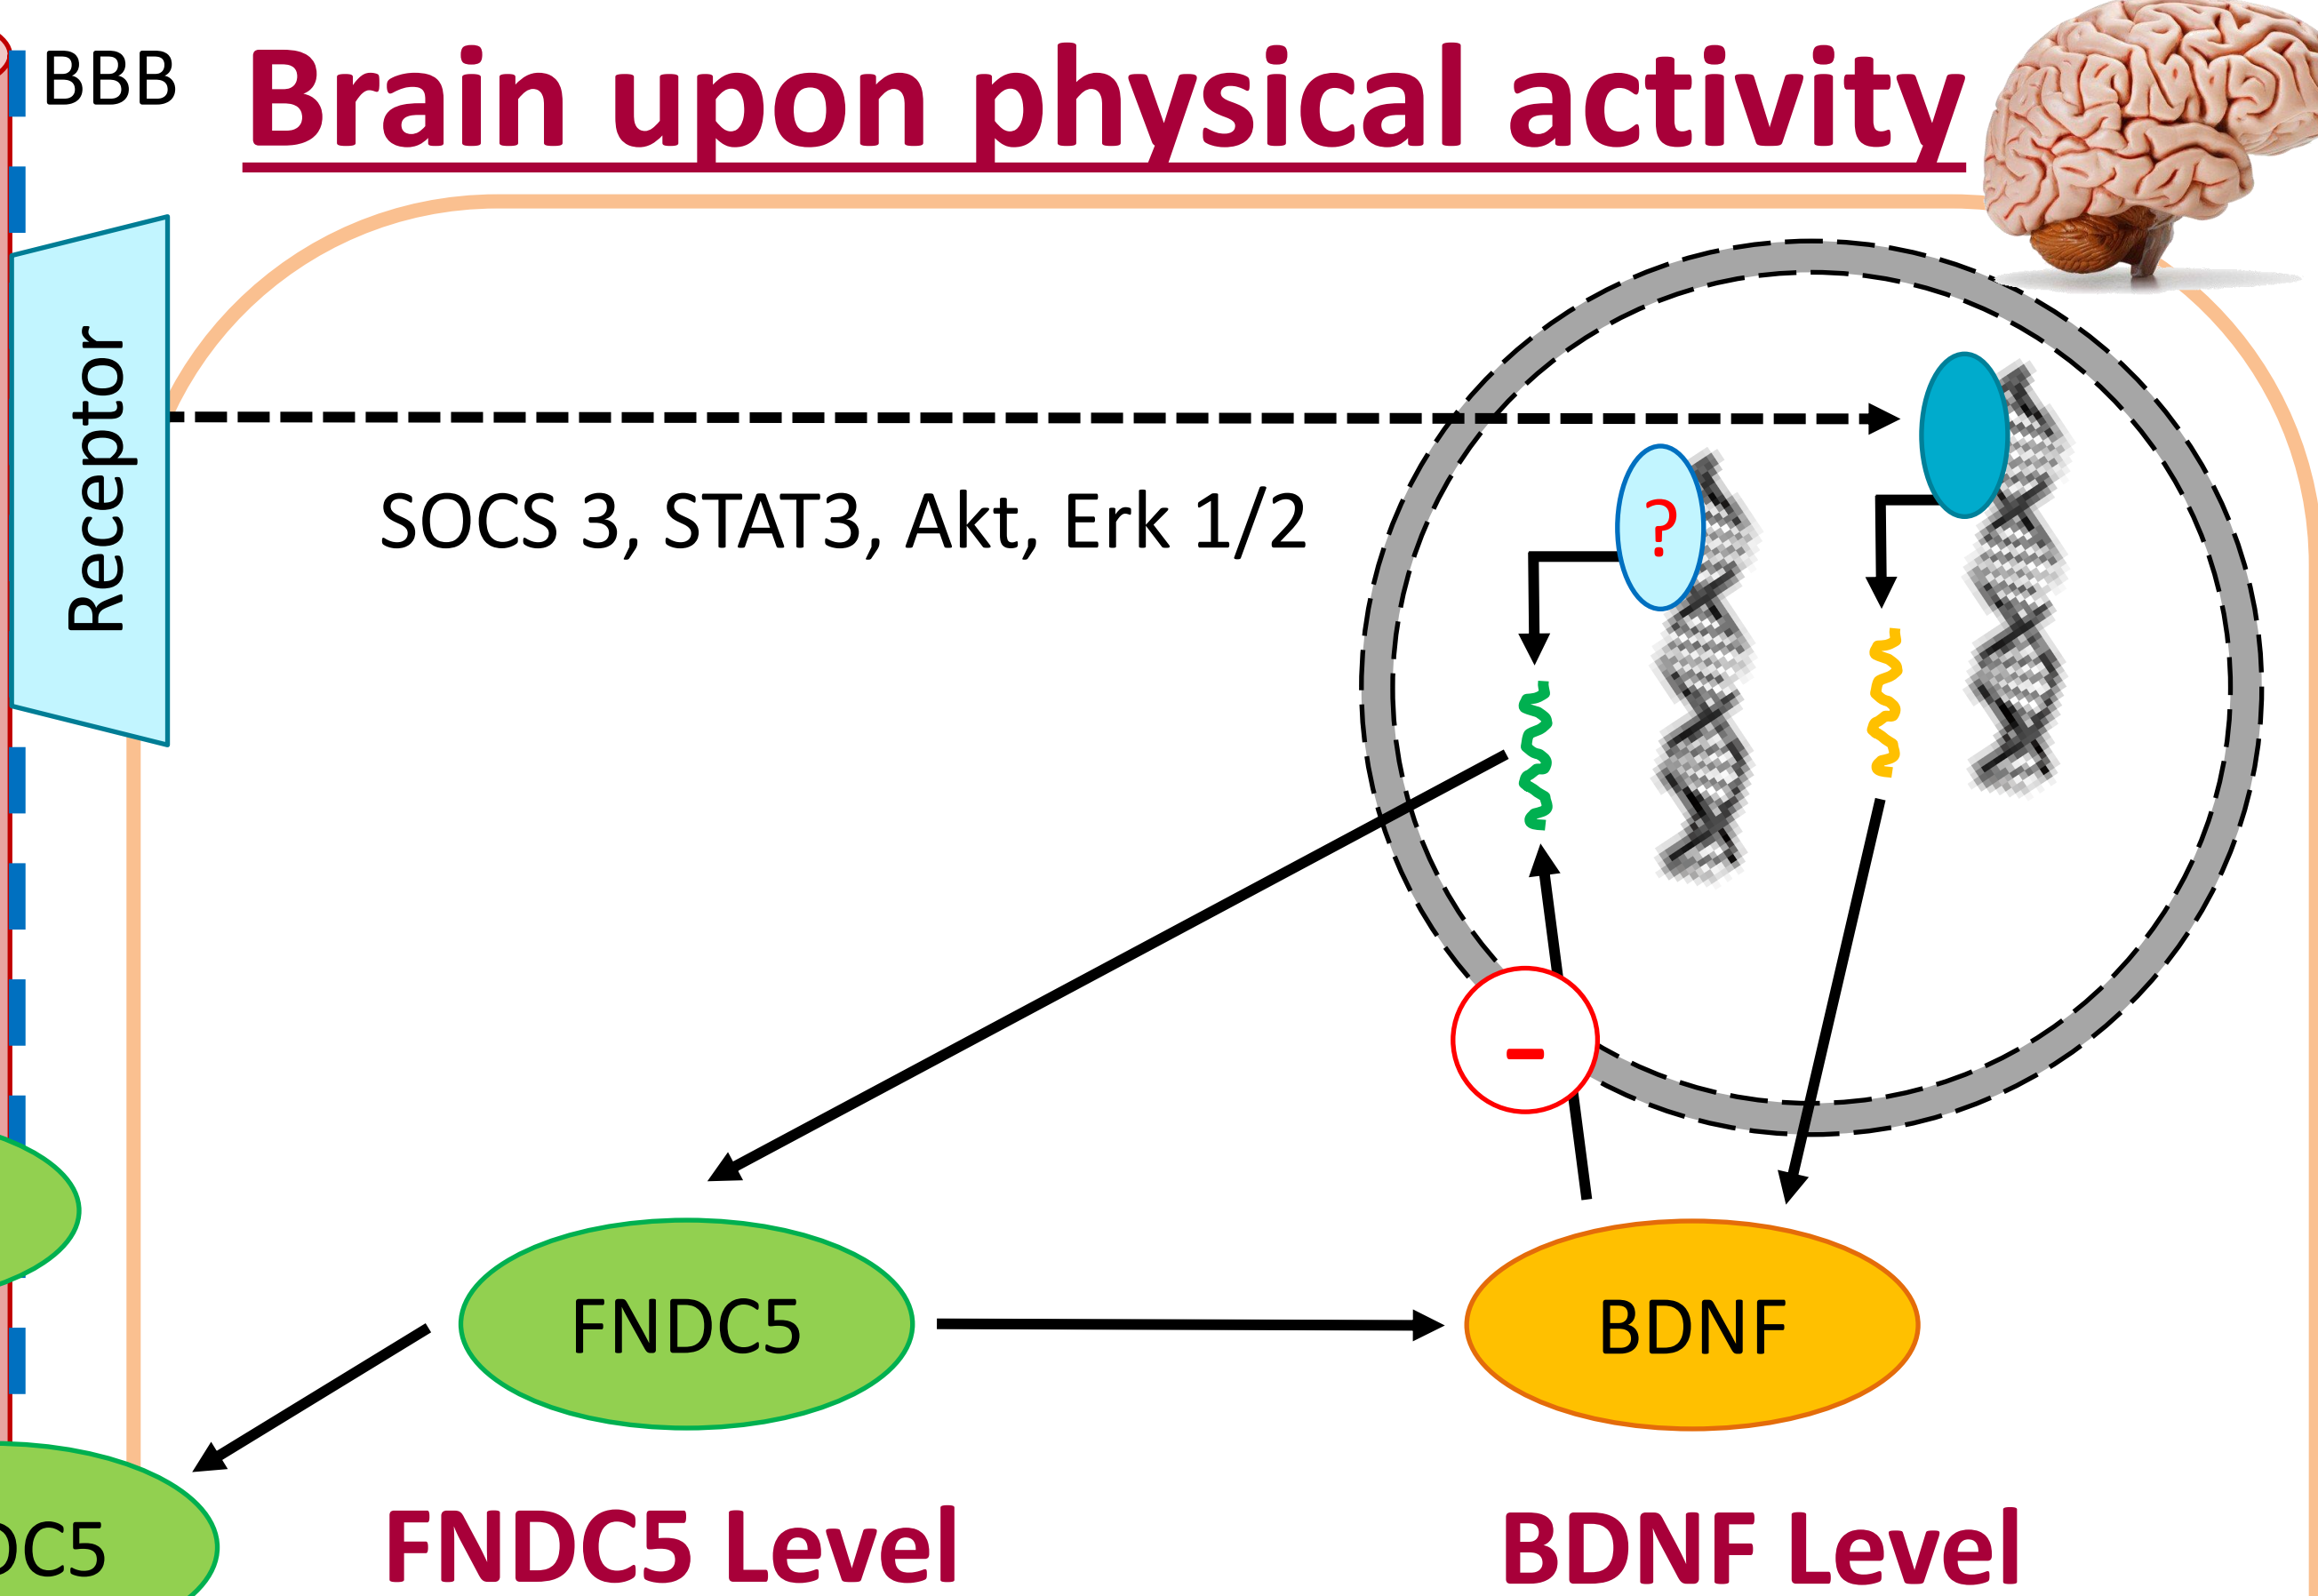 BBB
Brain upon physical activity
Receptor
SOCS 3, STAT3, Akt, Erk 1/2
?
-
FNDC5
BDNF
DC5
FNDC5 Level
BDNF Level